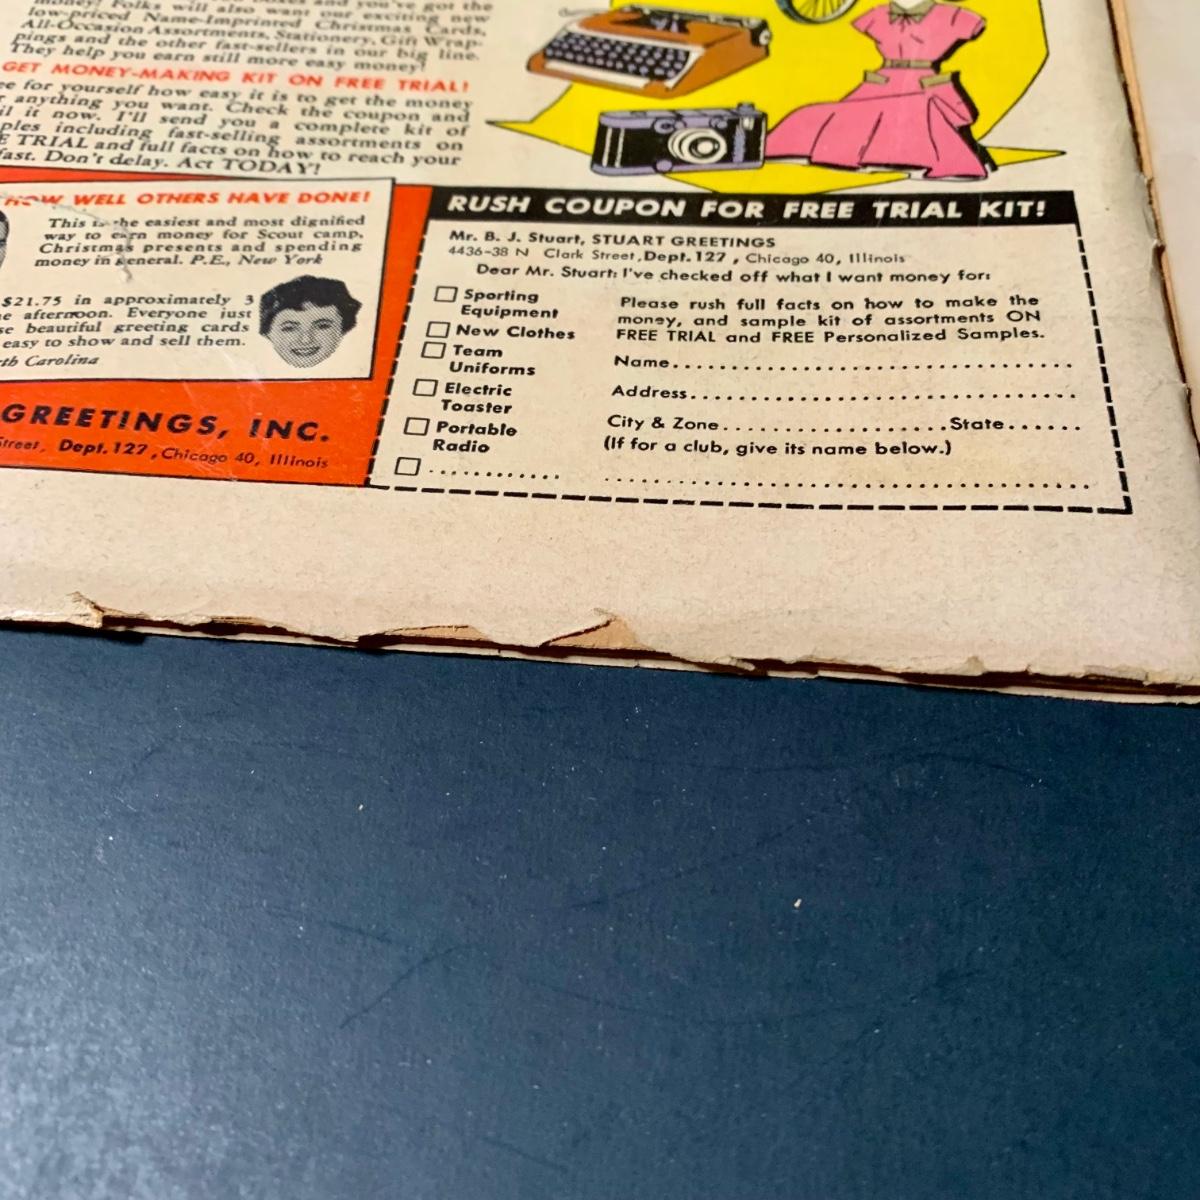 money! Folks will also want our exciting new
low-priced Name-Imprinted Christmas Cards,
All-Occasion Assortments, Stationery, Gift Wrap-
pings and the other fast-sellers in our big line.
They help you earn still more easy money!
GET MONEY-MAKING KIT ON FREE TRIAL!
for yourself how easy it is to get the money
anything you want. Check the coupon and
it now. I'll send you a complete kit of
including fast-selling assortments on
TRIAL and full facts on how to reach your
fast. Don't delay. Act TODAY!
HOW WELL OTHERS HAVE DONE!
This is the easiest and most dignified
way to earn money for Scout camp,
Christmas presents and spending
money in general. P.E., New York
$21.75 in approximately 3
afternoon. Everyone just
beautiful greeting cards
easy to show and sell them.
Carolina
GREETINGS, INC.
Street, Dept. 127, Chicago 40, Illinois
RUSH COUPON FOR FREE TRIAL KIT!
Mr. B. J. Stuart, STUART GREETINGS
4436-38 N Clark Street, Dept. 127, Chicago 40, Illinois
Dear Mr. Stuart: I've checked off what I want money for:
Sporting
Equipment
New Clothes
Team
Uniforms
Electric
Toaster
Portable
Radio
Please rush full facts on how to make the
money, and sample kit of assortments ON
FREE TRIAL and FREE Personalized Samples.
Name
Address
City & Zone State
(If for a club, give its name below.)